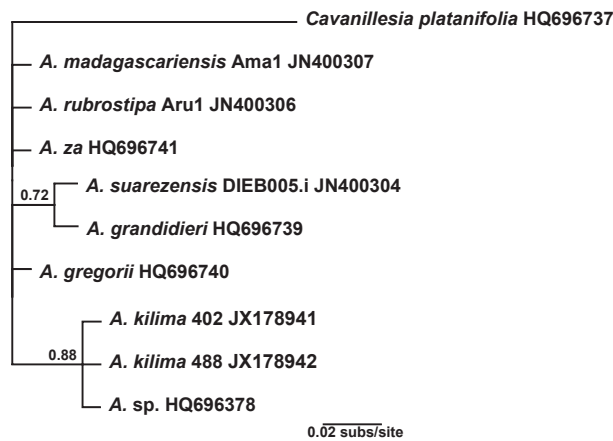 Cavanillesia platanifolia HQ696737
A. madagascariensis Ama1 JN400307
A. rubrostipa Aru1 JN400306
A. za HQ696741
0.72
A. suarezensis DIEB005.i JN400304
A. grandidieri HQ696739
A. gregorii HQ696740
A. kilima 402 JX178941
0.88
A. kilima 488 JX178942
A. sp. HQ696378
0.02 subs/site